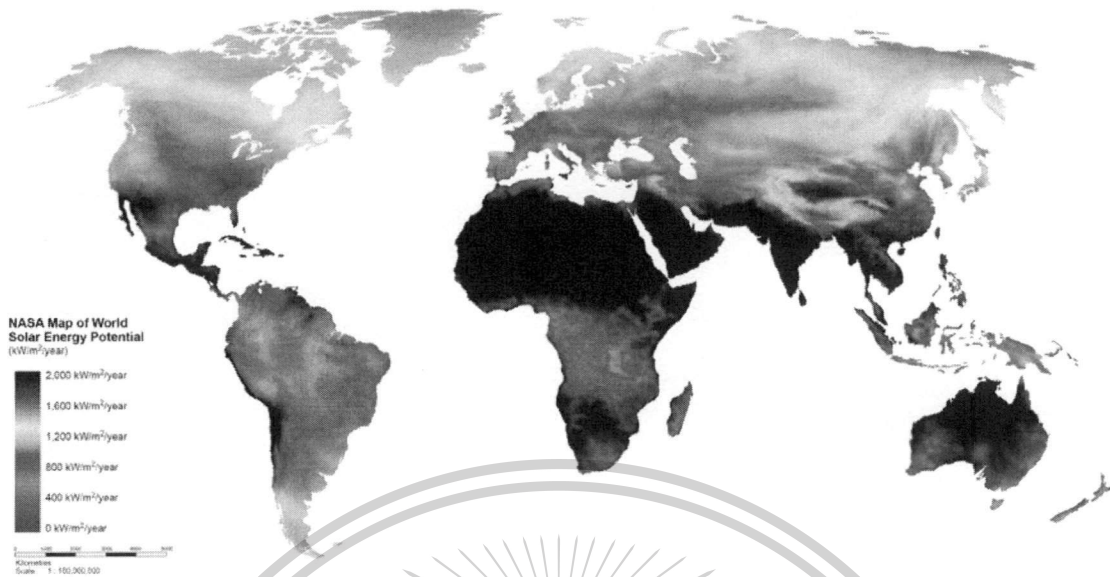 NASA Map of World
Solar Energy Potential
(kW/m²/year)
2,000 kW/m²/year
1,600 kW/m²/year
1,200 kW/m²/year
800 kW/m²/year
400 kW/m²/year
0 kW/m²/year
Kilometres
Scale 1: